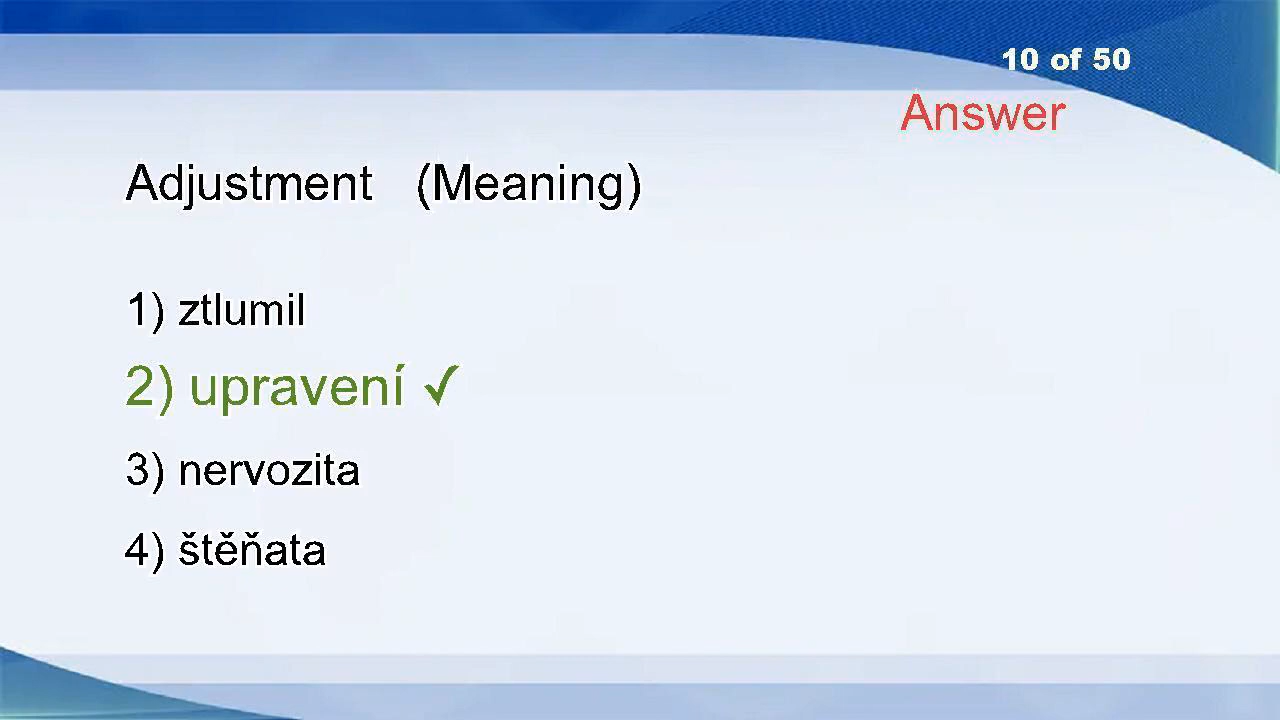 10 of 50
Answer
Adjustment (Meaning)
1) ztlumil
2) upravení ✓
3) nervozita
4) štěňata